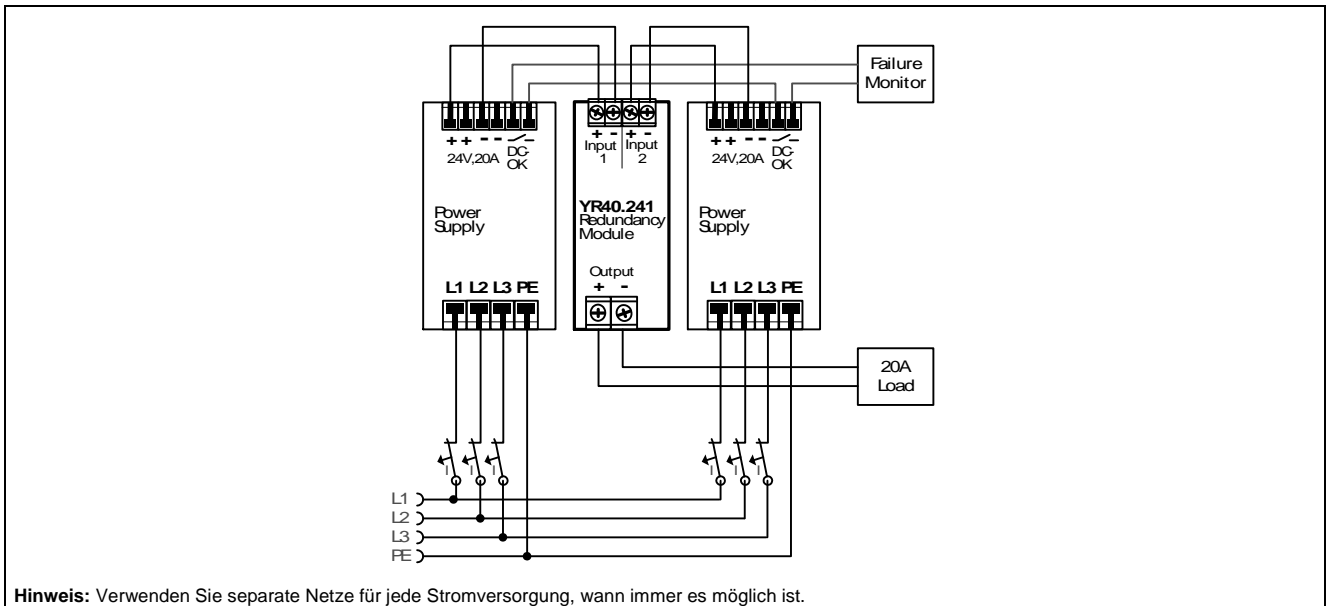 Failure
Monitor
+ + - -
24V,20A
DC-
OK
Power
Supply
L1 L2 L3 PE
+ - + -
Input
1
Input
2
YR40.241
Redundancy
Module
Output
+ -
+ + - -
24V,20A
DC-
OK
Power
Supply
L1 L2 L3 PE
20A
Load
I I I
I I I
L1
L2
L3
PE
Hinweis: Verwenden Sie separate Netze für jede Stromversorgung, wann immer es möglich ist.